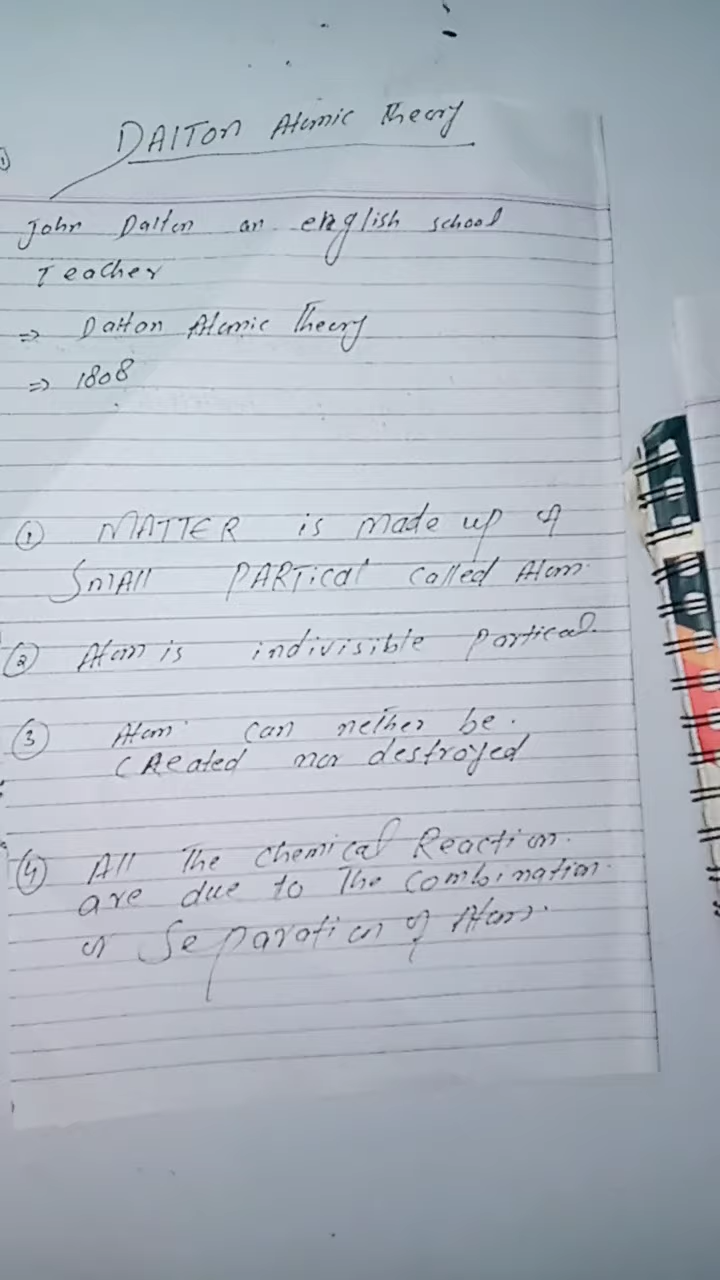 DALTON Atomic Theory
John Dalton an english school
Teacher
⇒ Dalton Atomic Theory
⇒ 1808
① MATTER is made up of
SmAll PARTical called Atom.
② Atom is indivisible partical.
③ Atom can neither be.
CReated nor destroyed
④ All The Chemical Reaction.
are due to The Combination.
or Separation of Atoms.